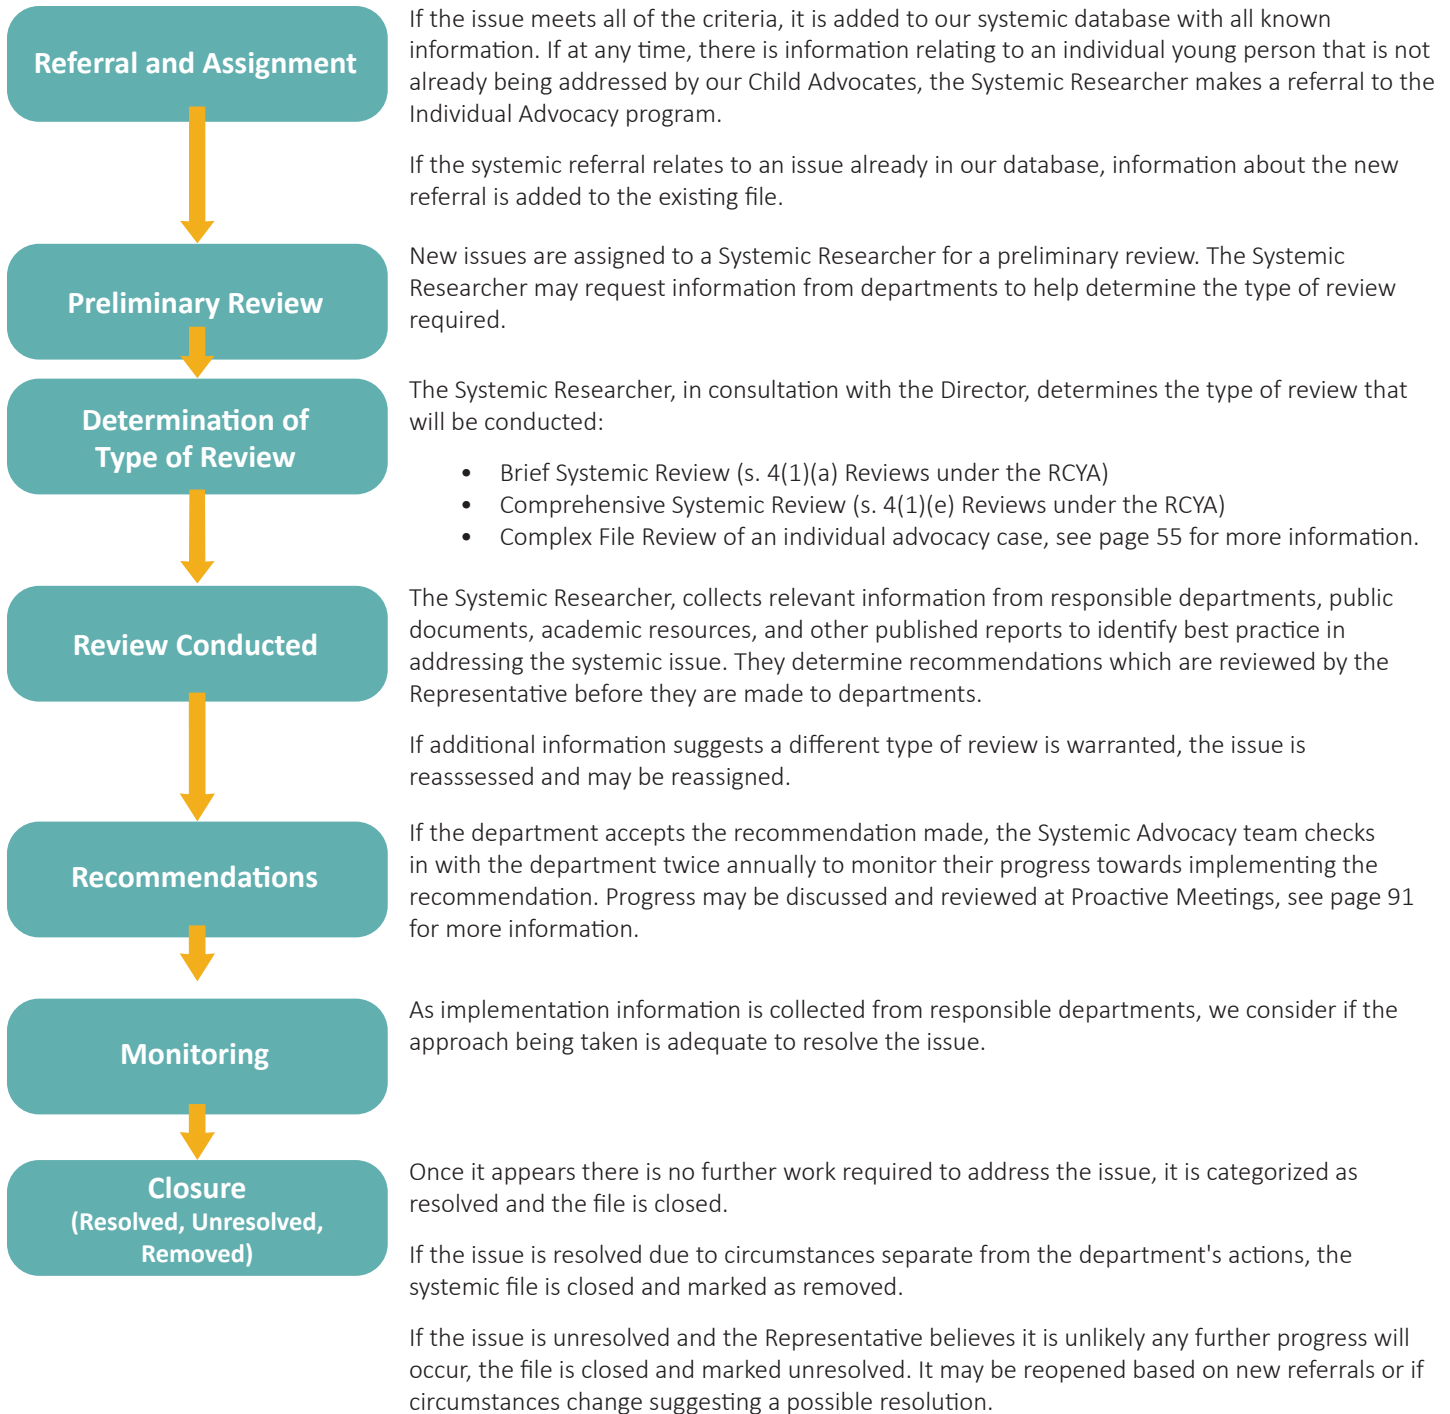 Referral and Assignment
If the issue meets all of the criteria, it is added to our systemic database with all known
information. If at any time, there is information relating to an individual young person that is not
already being addressed by our Child Advocates, the Systemic Researcher makes a referral to the
Individual Advocacy program.
If the systemic referral relates to an issue already in our database, information about the new
referral is added to the existing file.
Preliminary Review
New issues are assigned to a Systemic Researcher for a preliminary review. The Systemic
Researcher may request information from departments to help determine the type of review
required.
Determination of
Type of Review
The Systemic Researcher, in consultation with the Director, determines the type of review that
will be conducted:
• Brief Systemic Review (s. 4(1)(a) Reviews under the RCYA)
• Comprehensive Systemic Review (s. 4(1)(e) Reviews under the RCYA)
• Complex File Review of an individual advocacy case, see page 55 for more information.
Review Conducted
The Systemic Researcher, collects relevant information from responsible departments, public
documents, academic resources, and other published reports to identify best practice in
addressing the systemic issue. They determine recommendations which are reviewed by the
Representative before they are made to departments.
If additional information suggests a different type of review is warranted, the issue is
reasssessed and may be reassigned.
Recommendations
If the department accepts the recommendation made, the Systemic Advocacy team checks
in with the department twice annually to monitor their progress towards implementing the
recommendation. Progress may be discussed and reviewed at Proactive Meetings, see page 91
for more information.
Monitoring
As implementation information is collected from responsible departments, we consider if the
approach being taken is adequate to resolve the issue.
Closure
(Resolved, Unresolved,
Removed)
Once it appears there is no further work required to address the issue, it is categorized as
resolved and the file is closed.
If the issue is resolved due to circumstances separate from the department's actions, the
systemic file is closed and marked as removed.
If the issue is unresolved and the Representative believes it is unlikely any further progress will
occur, the file is closed and marked unresolved. It may be reopened based on new referrals or if
circumstances change suggesting a possible resolution.